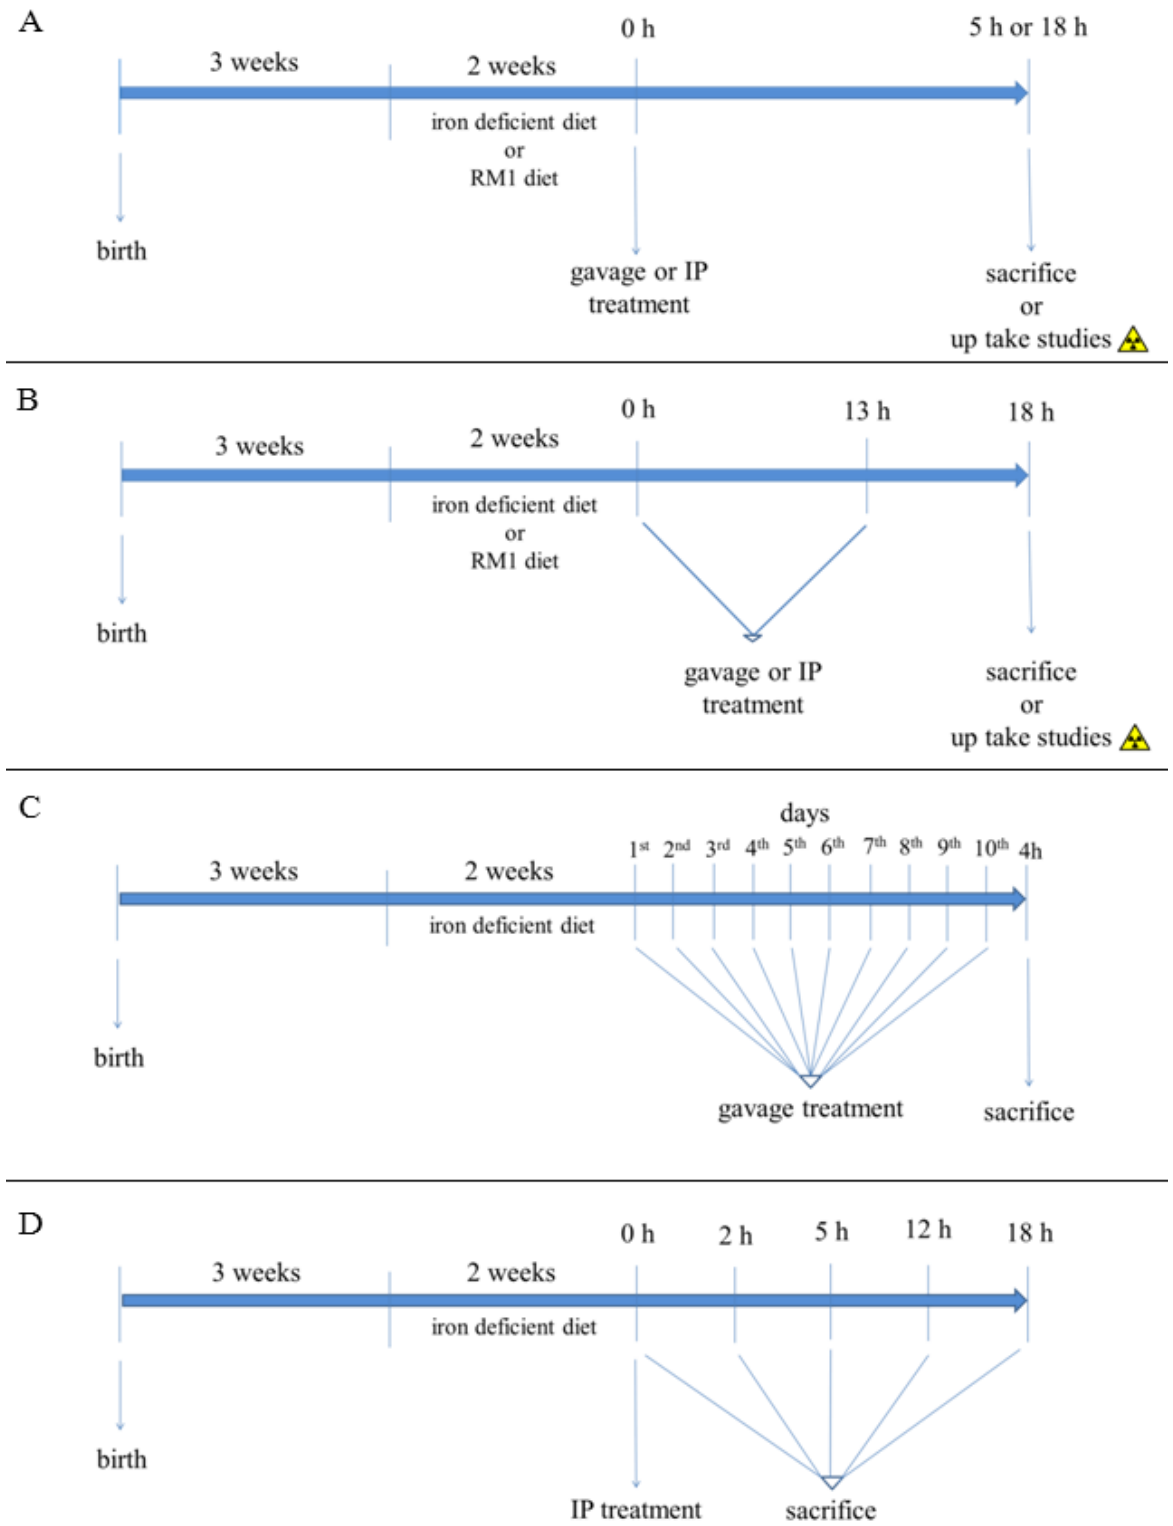 A
0 h
5 h or 18 h
3 weeks
2 weeks
iron deficient diet
or
RM1 diet
birth
gavage or IP
treatment
sacrifice
or
up take studies
B
0 h
13 h
18 h
3 weeks
2 weeks
iron deficient diet
or
RM1 diet
birth
gavage or IP
treatment
sacrifice
or
up take studies
C
days
1st 2nd 3rd 4th 5th 6th 7th 8th 9th 10th 4h
3 weeks
2 weeks
iron deficient diet
birth
gavage treatment
sacrifice
D
0 h
2 h
5 h
12 h
18 h
3 weeks
2 weeks
iron deficient diet
birth
IP treatment
sacrifice